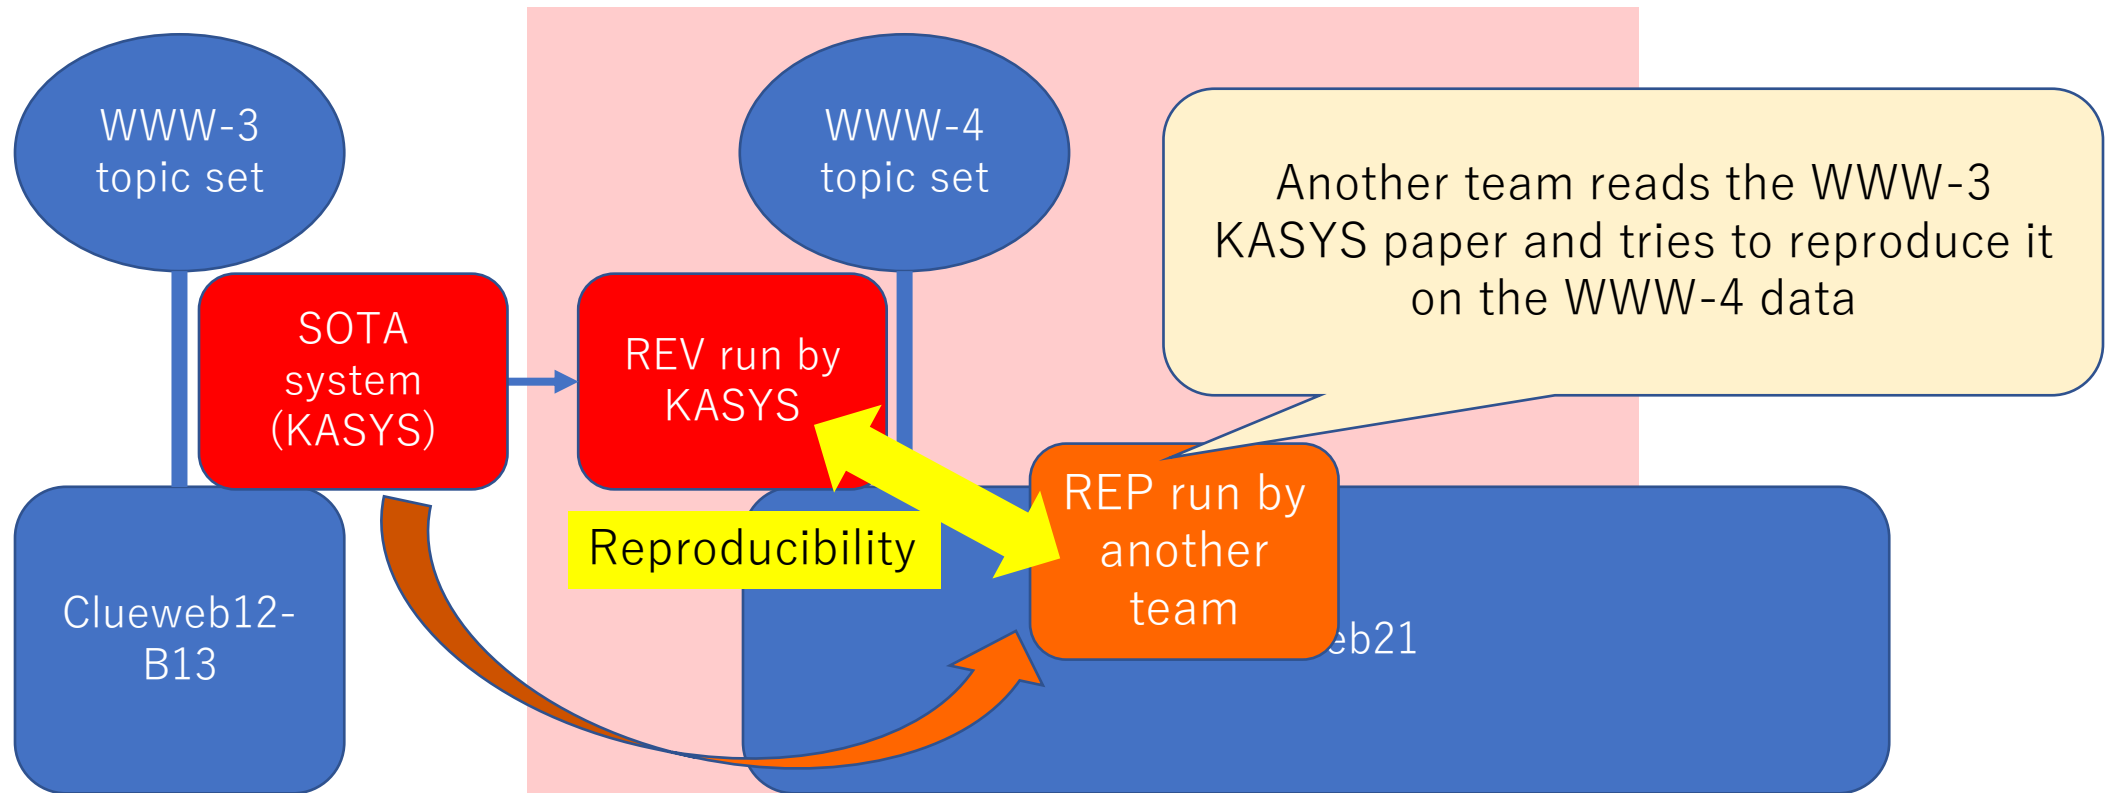 WWW-3
topic set
WWW-4
topic set
Another team reads the WWW-3
KASYS paper and tries to reproduce it
on the WWW-4 data
SOTA
system
(KASYS)
REV run by
KASYS
REP run by
another
team
Reproducibility
Clueweb12-
B13
eb21